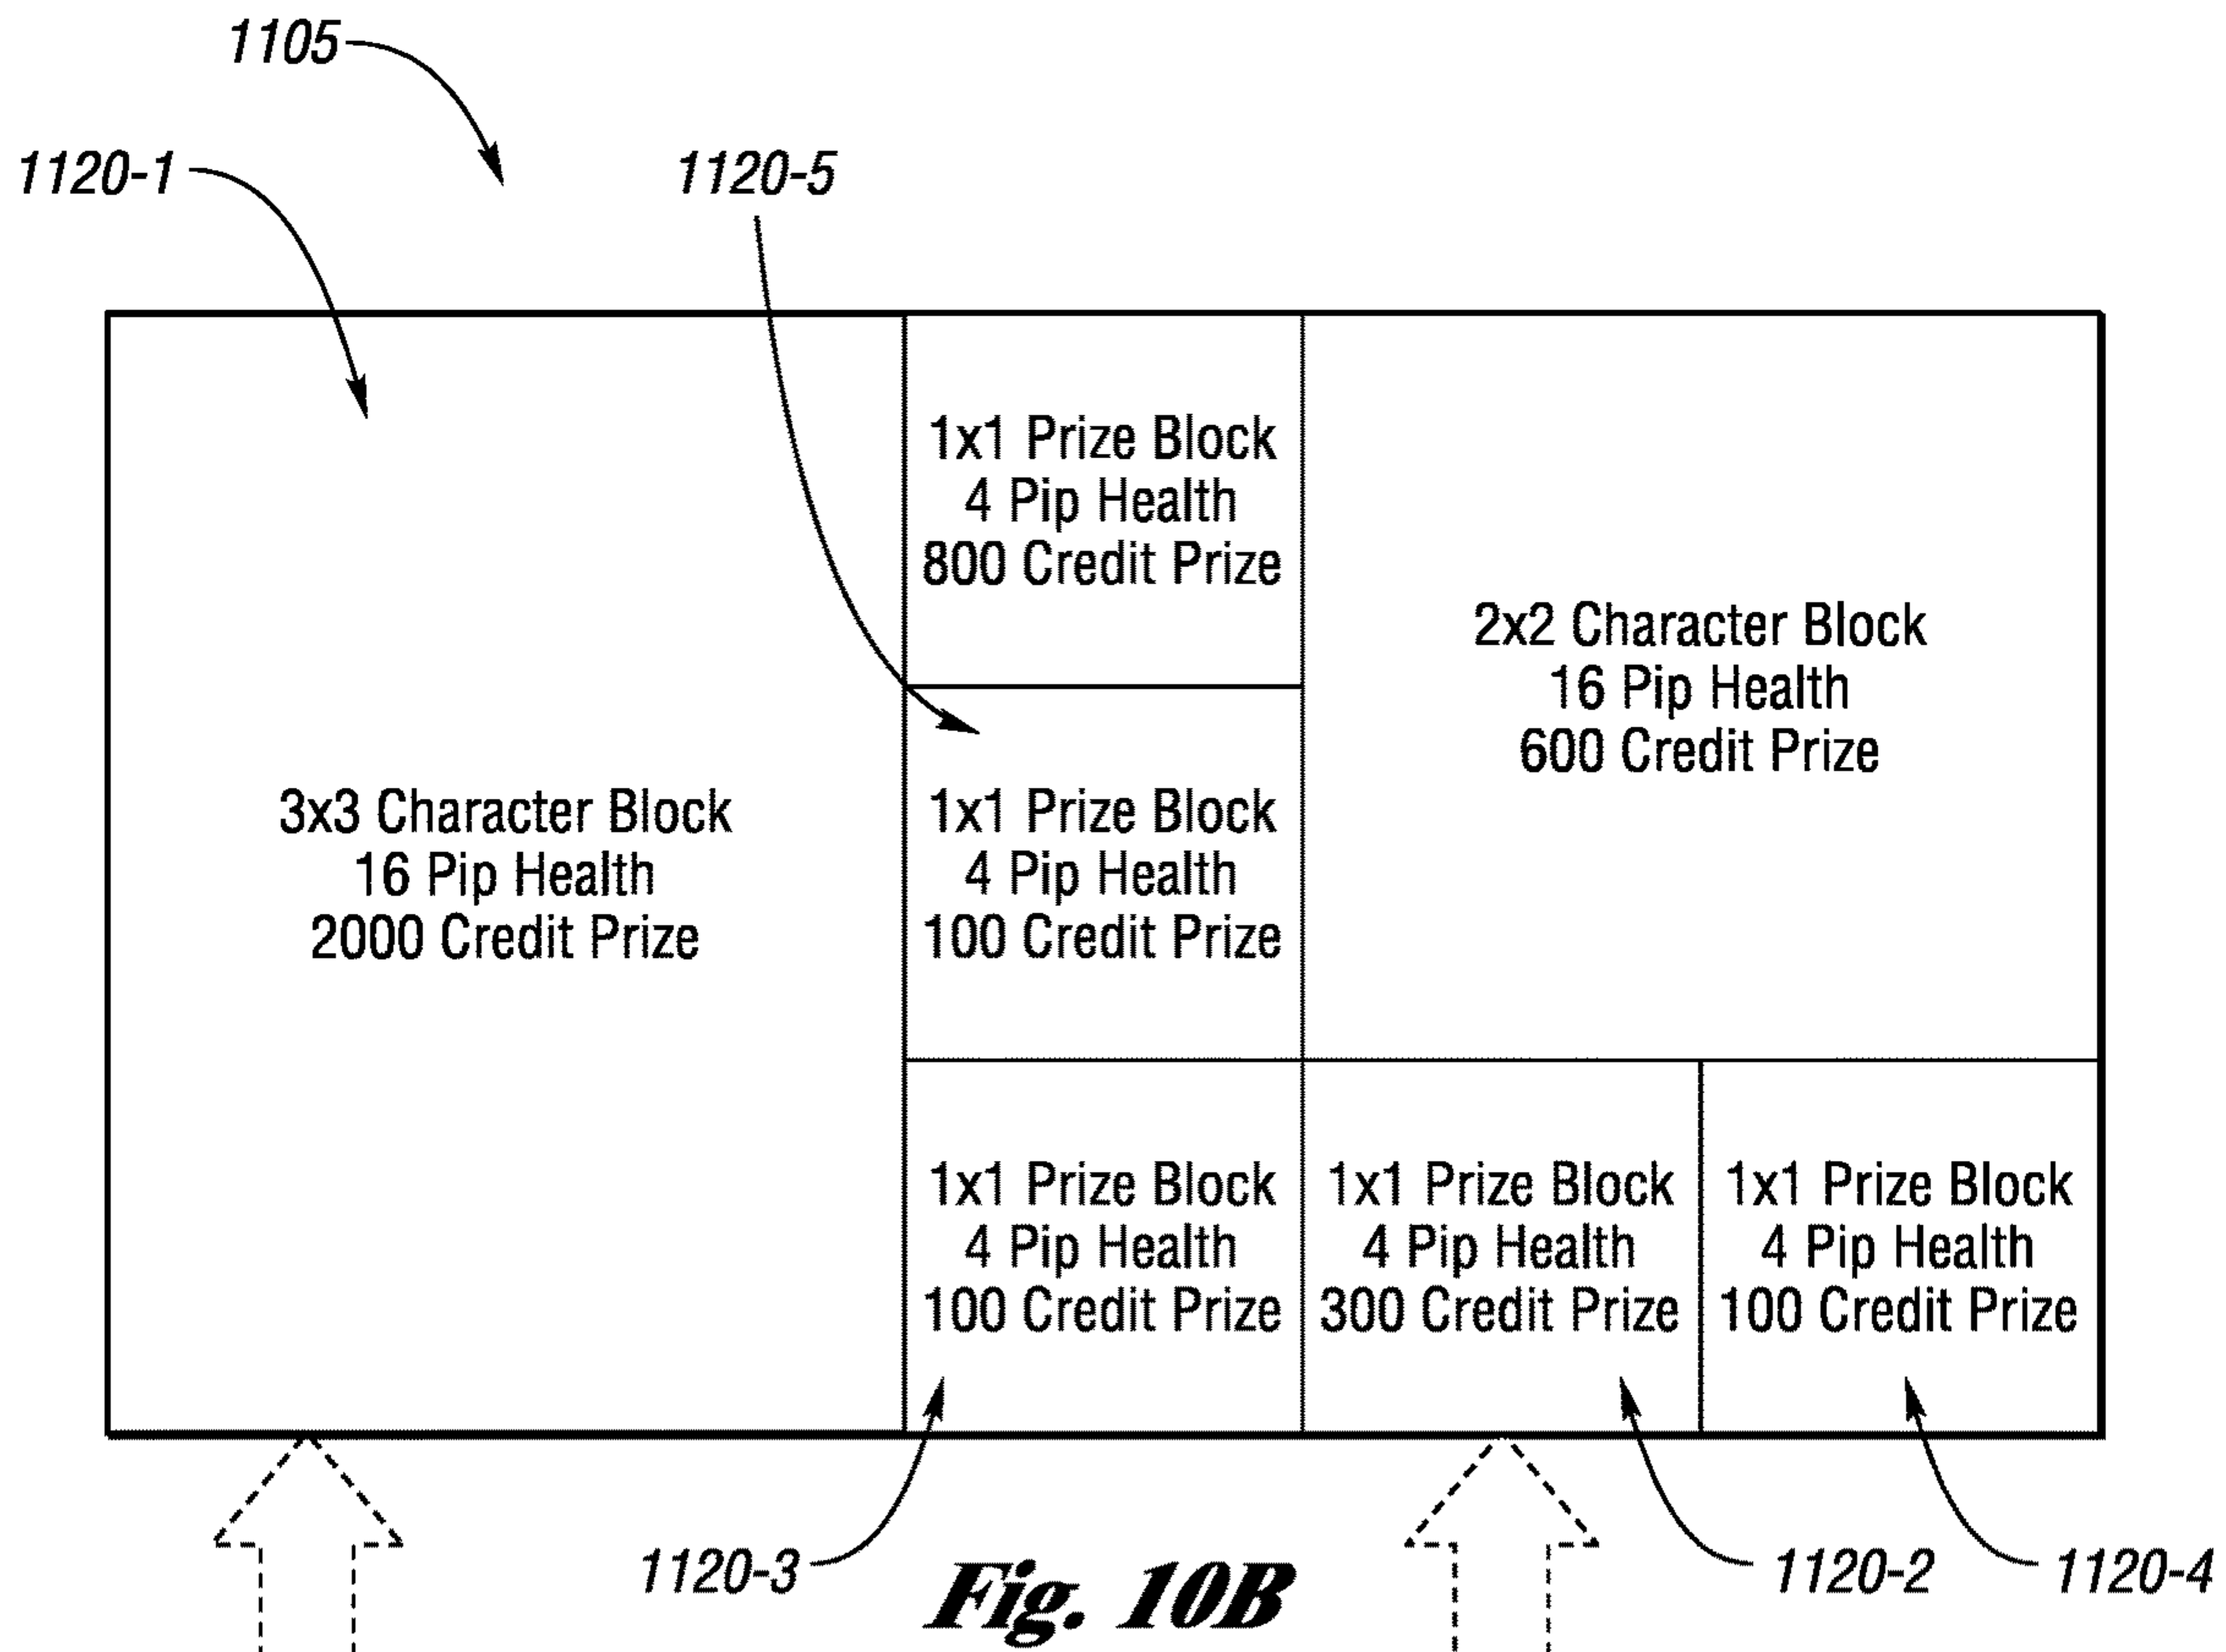 1105
1120-1
1120-5
1x1 Prize Block
4 Pip Health
800 Credit Prize
2x2 Character Block
16 Pip Health
600 Credit Prize
3x3 Character Block
16 Pip Health
2000 Credit Prize
1x1 Prize Block
4 Pip Health
100 Credit Prize
1x1 Prize Block
4 Pip Health
100 Credit Prize
1x1 Prize Block
4 Pip Health
300 Credit Prize
1x1 Prize Block
4 Pip Health
100 Credit Prize
1120-3
Fig. 10B
1120-2
1120-4